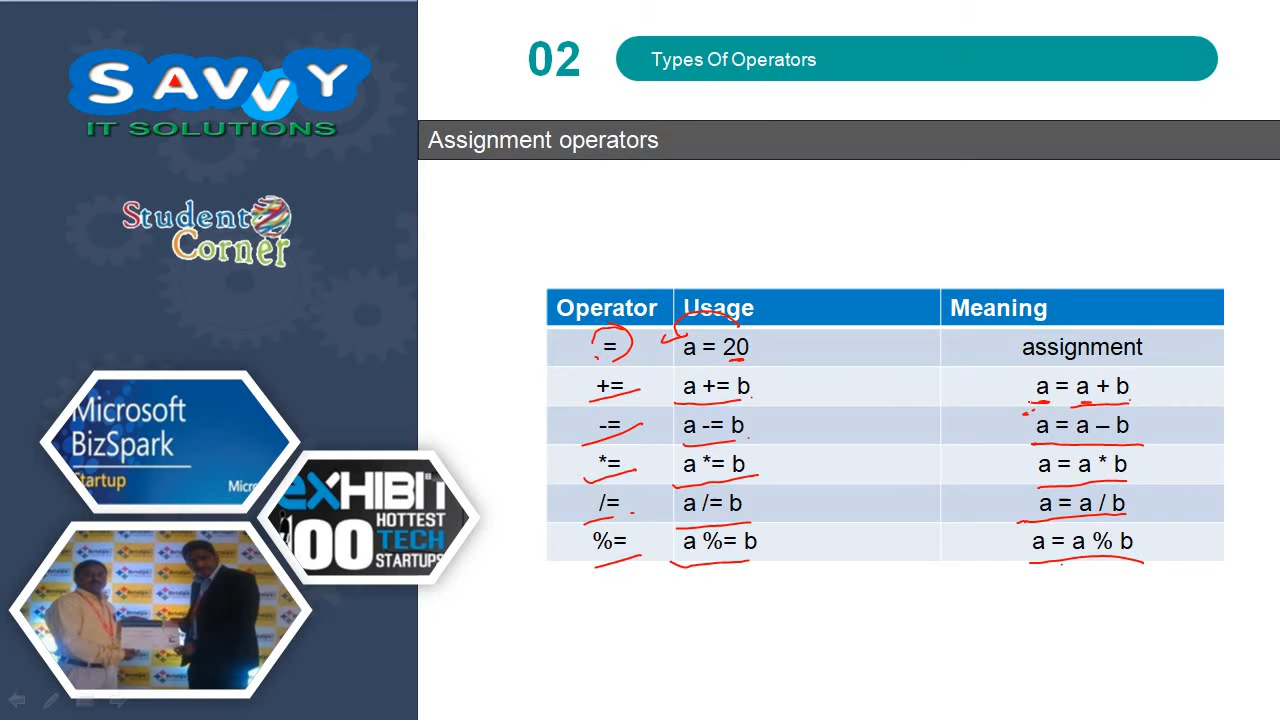 SAVVY
IT SOLUTIONS
Student
Corner
Microsoft
BizSpark
Startup
Micros
eXHIBIT
100
HOTTEST
TECH
STARTUPS
02
Types Of Operators
Assignment operators
Operator Usage Meaning
= a = 20 assignment
+= a += b a = a + b
-= a -= b a = a – b
*= a *= b a = a * b
/= a /= b a = a / b
%= a %= b a = a % b